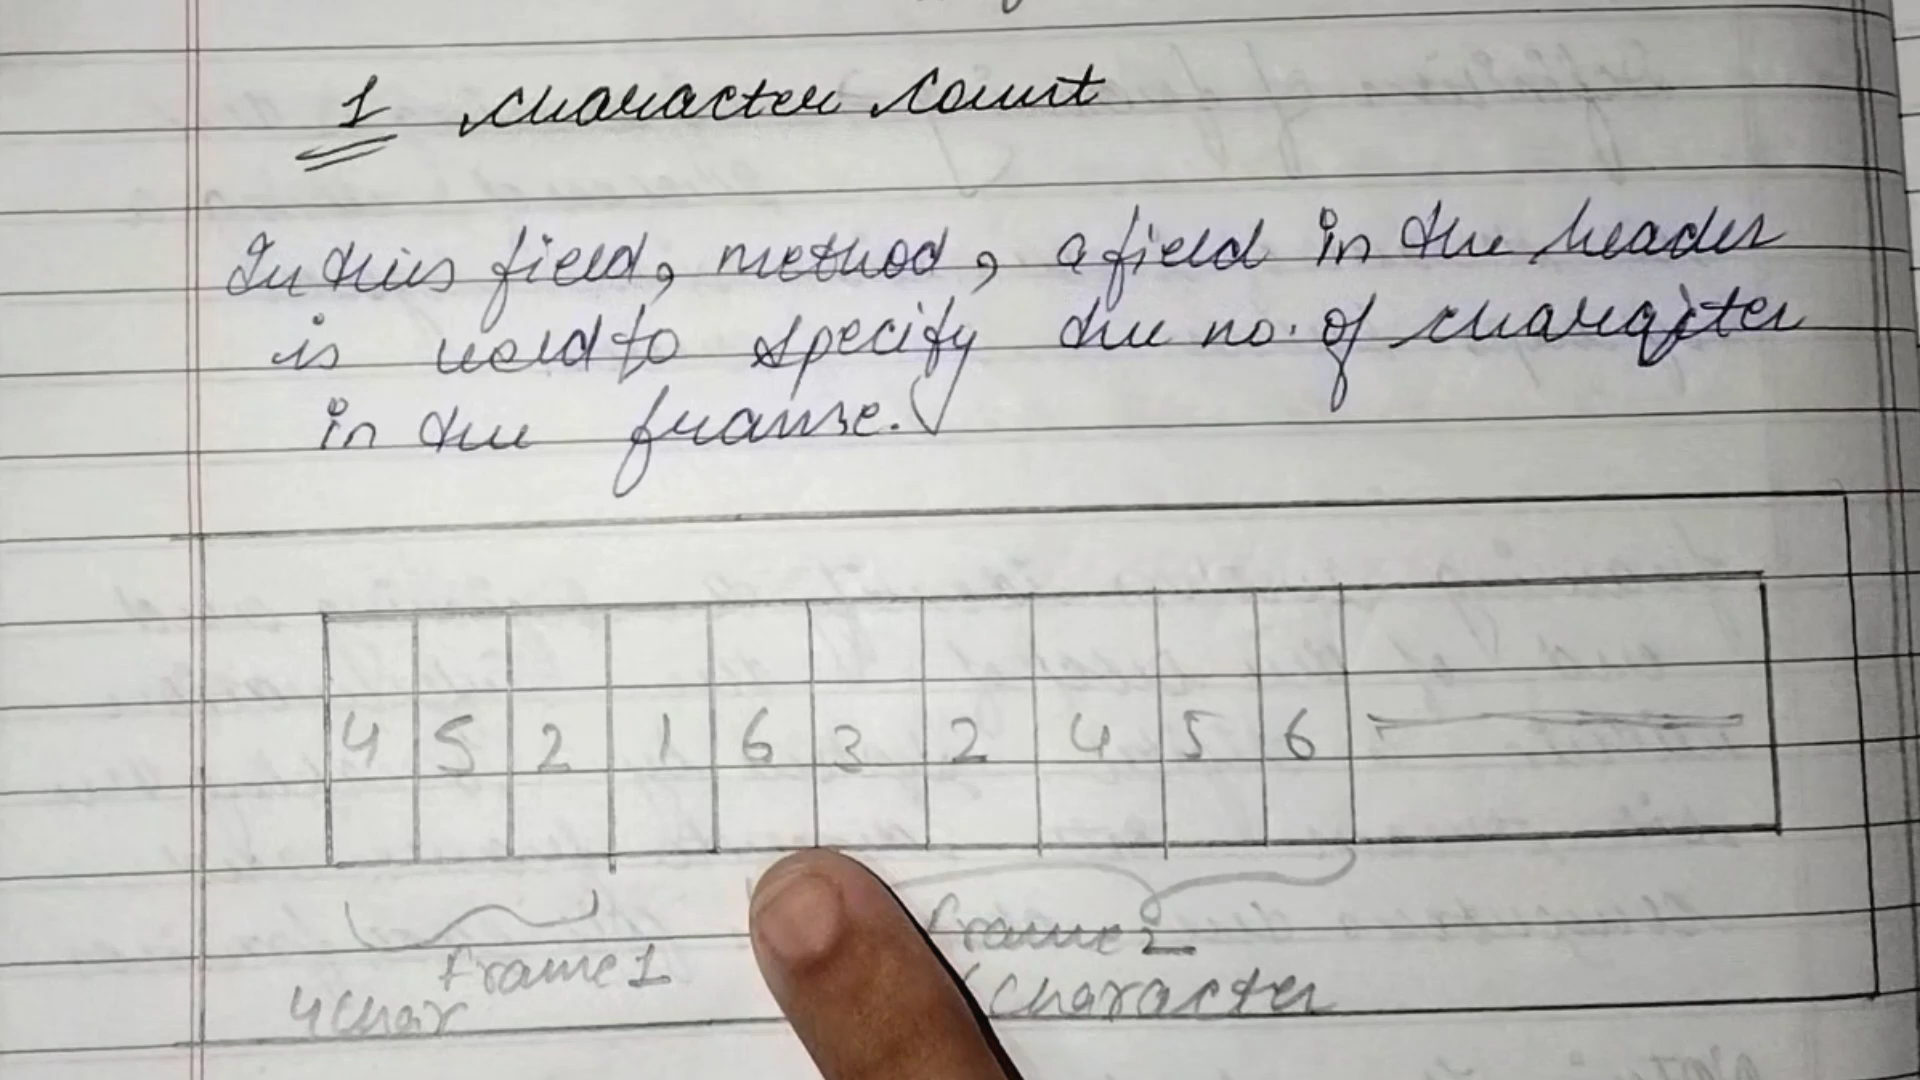 1 character count
In this field, method, a field in the header
is used to specify the no. of character
in the frame.
4 5 2 1 6 3 2 4 5 6
Frame 1
Frame 2
4 Char
Character